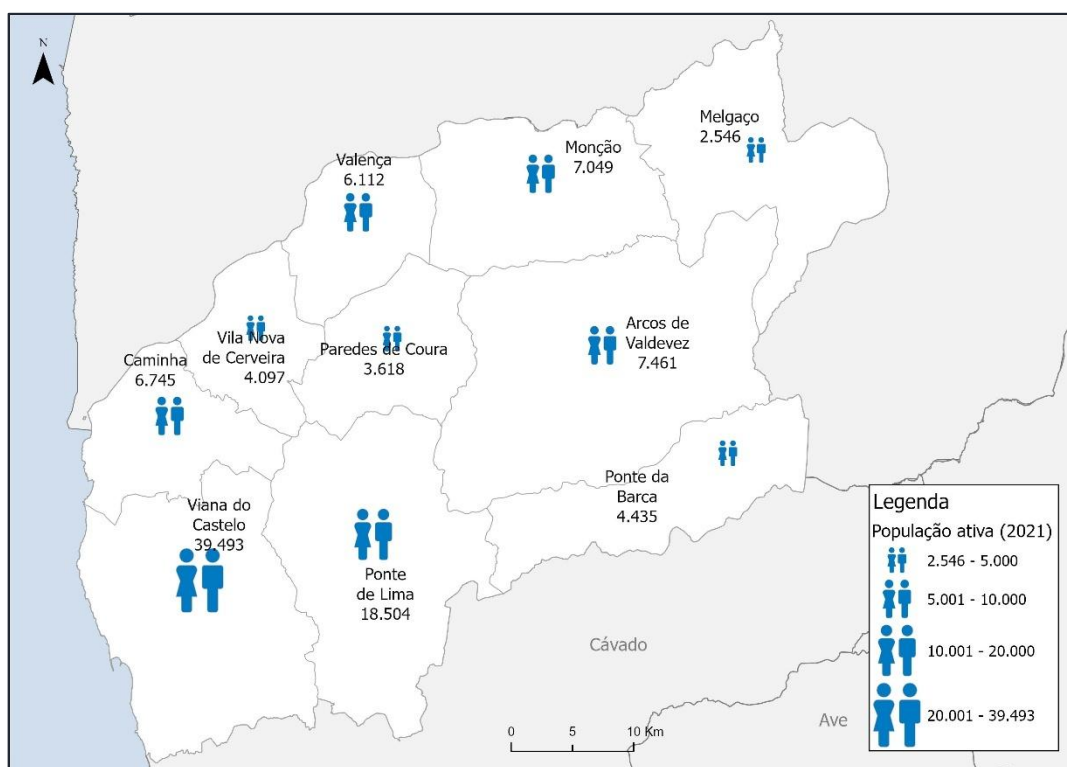 N
Melgaço
2.546
Monção
7.049
Valença
6.112
Arcos de
Valdevez
7.461
Vila Nova
de Cerveira
4.097
Paredes de Coura
3.618
Caminha
6.745
Ponte da
Barca
4.435
Viana do
Castelo
39.493
Ponte
de Lima
18.504
Cávado
Ave
0 5 10 Km
Legenda
População ativa (2021)
2.546 - 5.000
5.001 - 10.000
10.001 - 20.000
20.001 - 39.493